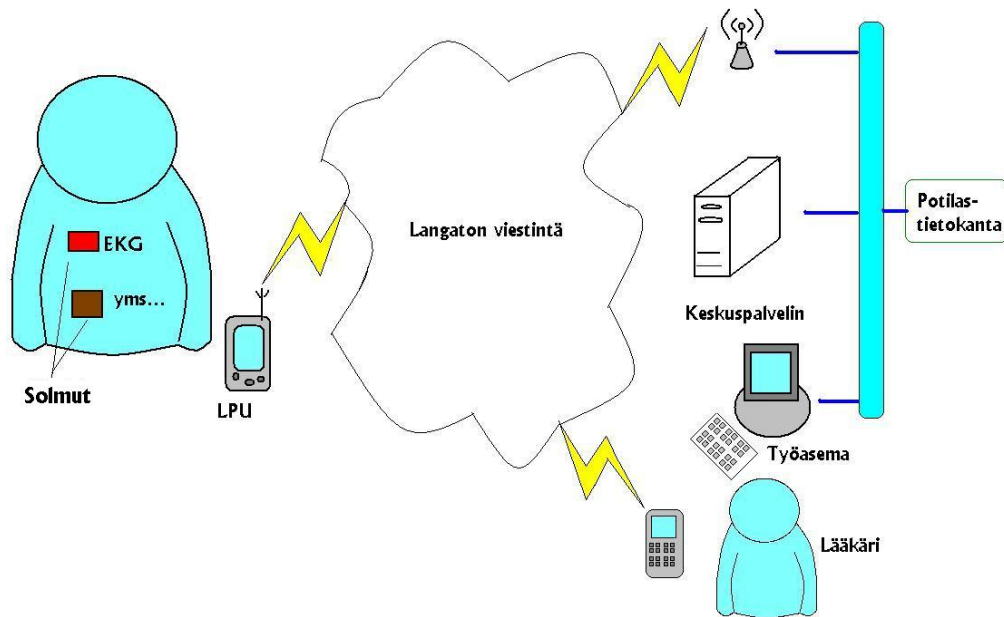 EKG
yms...
Solmut
LPU
Langaton viestintä
Keskuspalvelin
Potilas-
tietokanta
Työasema
Lääkäri